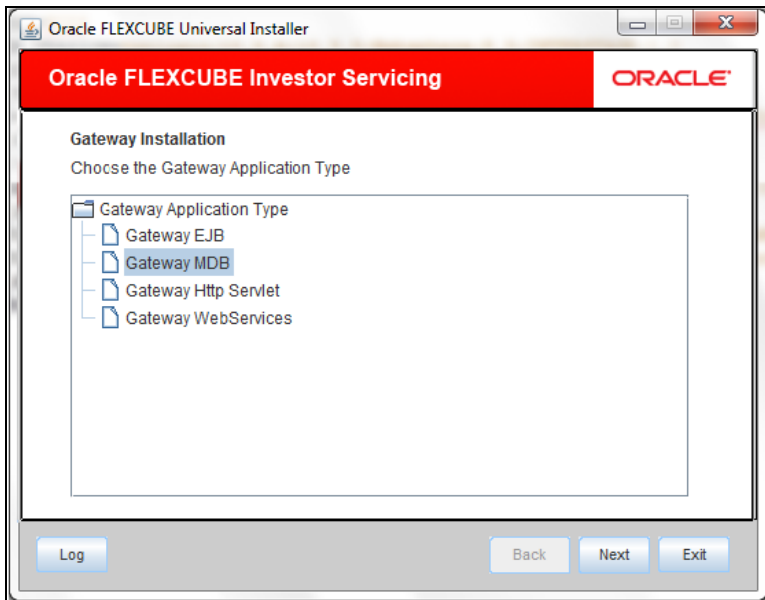 Oracle FLEXCUBE Universal Installer
Oracle FLEXCUBE Investor Servicing
ORACLE
Gateway Installation
Choose the Gateway Application Type
Gateway Application Type
Gateway EJB
Gateway MDB
Gateway Http Servlet
Gateway WebServices
Log Back Next Exit